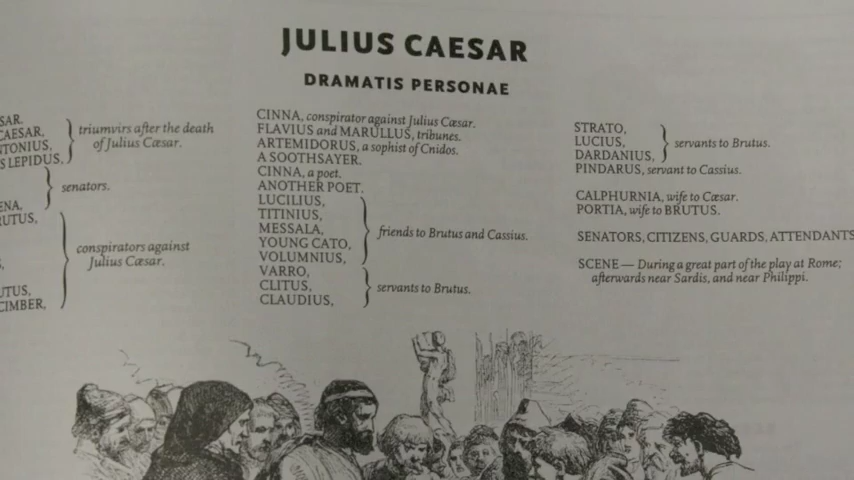 JULIUS CAESAR
DRAMATIS PERSONAE
SAR.
CAESAR,
NTONIUS,
S LEPIDUS,
triumvirs after the death
of Julius Cæsar.
senators.
ENA,
RUTUS,
conspirators against
Julius Cæsar.
UTUS,
CIMBER,
CINNA, conspirator against Julius Cæsar.
FLAVIUS and MARULLUS, tribunes.
ARTEMIDORUS, a sophist of Cnidos.
A SOOTHSAYER.
CINNA, a poet.
ANOTHER POET.
LUCILIUS,
TITINIUS,
MESSALA,
YOUNG CATO,
VOLUMNIUS,
friends to Brutus and Cassius.
VARRO,
CLITUS,
CLAUDIUS,
servants to Brutus.
STRATO,
LUCIUS,
DARDANIUS,
servants to Brutus.
PINDARUS, servant to Cassius.
CALPHURNIA, wife to Cæsar.
PORTIA, wife to BRUTUS.
SENATORS, CITIZENS, GUARDS, ATTENDANTS
SCENE — During a great part of the play at Rome;
afterwards near Sardis, and near Philippi.